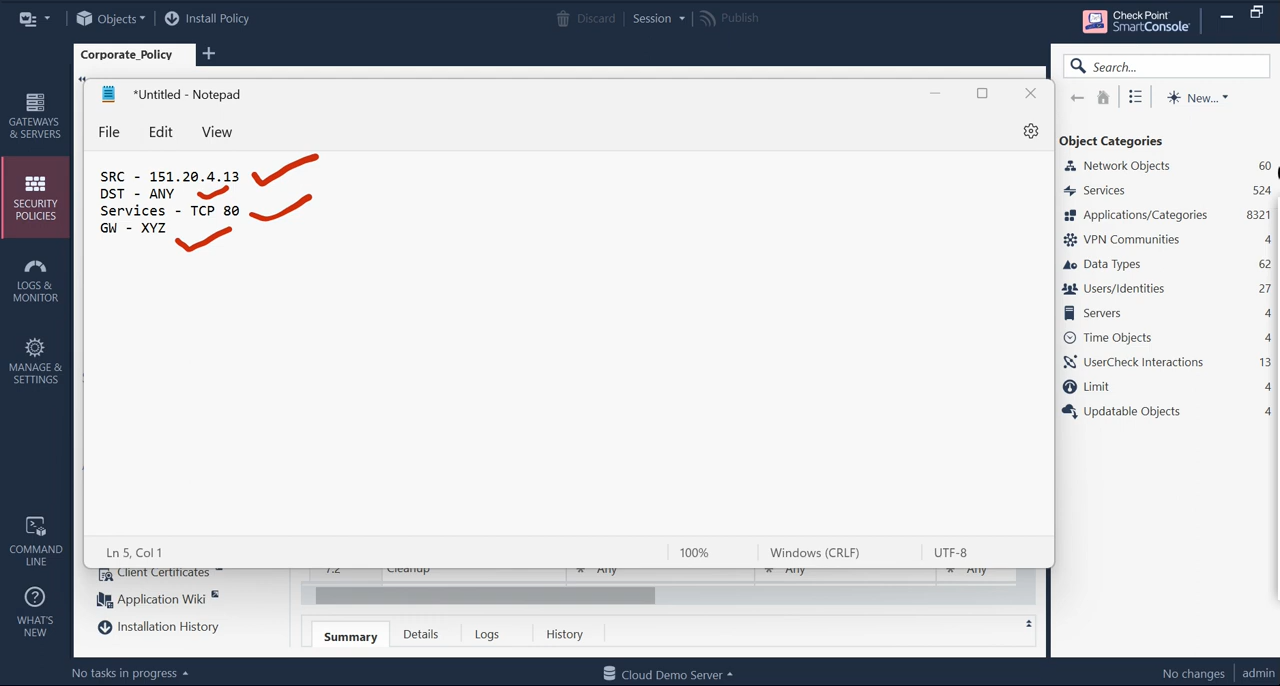 Objects
Install Policy
Discard
Session
Publish
Check Point
SmartConsole
Corporate_Policy
GATEWAYS
& SERVERS
SECURITY
POLICIES
LOGS &
MONITOR
MANAGE &
SETTINGS
COMMAND
LINE
WHAT'S
NEW
*Untitled - Notepad
File Edit View
SRC - 151.20.4.13
DST - ANY
Services - TCP 80
GW - XYZ
Ln 5, Col 1
100%
Windows (CRLF)
UTF-8
Client Certificates
Application Wiki
Installation History
7.2 Cleanup * Any * Any * Any
Summary Details Logs History
Search...
New...
Object Categories
Network Objects 60
Services 524
Applications/Categories 8321
VPN Communities 4
Data Types 62
Users/Identities 27
Servers 4
Time Objects 4
UserCheck Interactions 13
Limit 4
Updatable Objects 4
No tasks in progress
Cloud Demo Server
No changes
admin